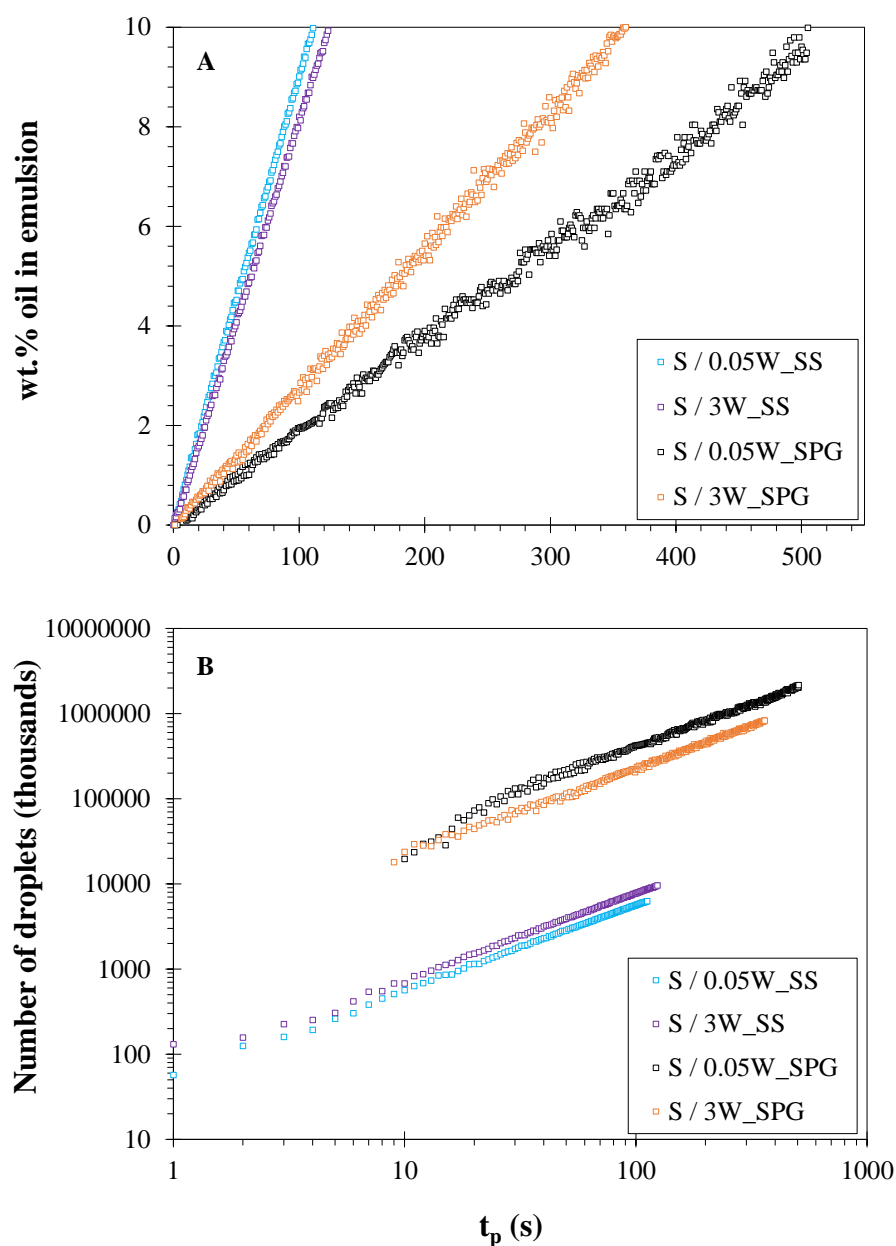 A
wt.% oil in emulsion
10
8
6
4
2
0
0 100 200 300 400 500
S / 0.05W_SS
S / 3W_SS
S / 0.05W_SPG
S / 3W_SPG
B
Number of droplets (thousands)
10000000
1000000
100000
10000
1000
100
10
1 10 100 1000
S / 0.05W_SS
S / 3W_SS
S / 0.05W_SPG
S / 3W_SPG
tp (s)